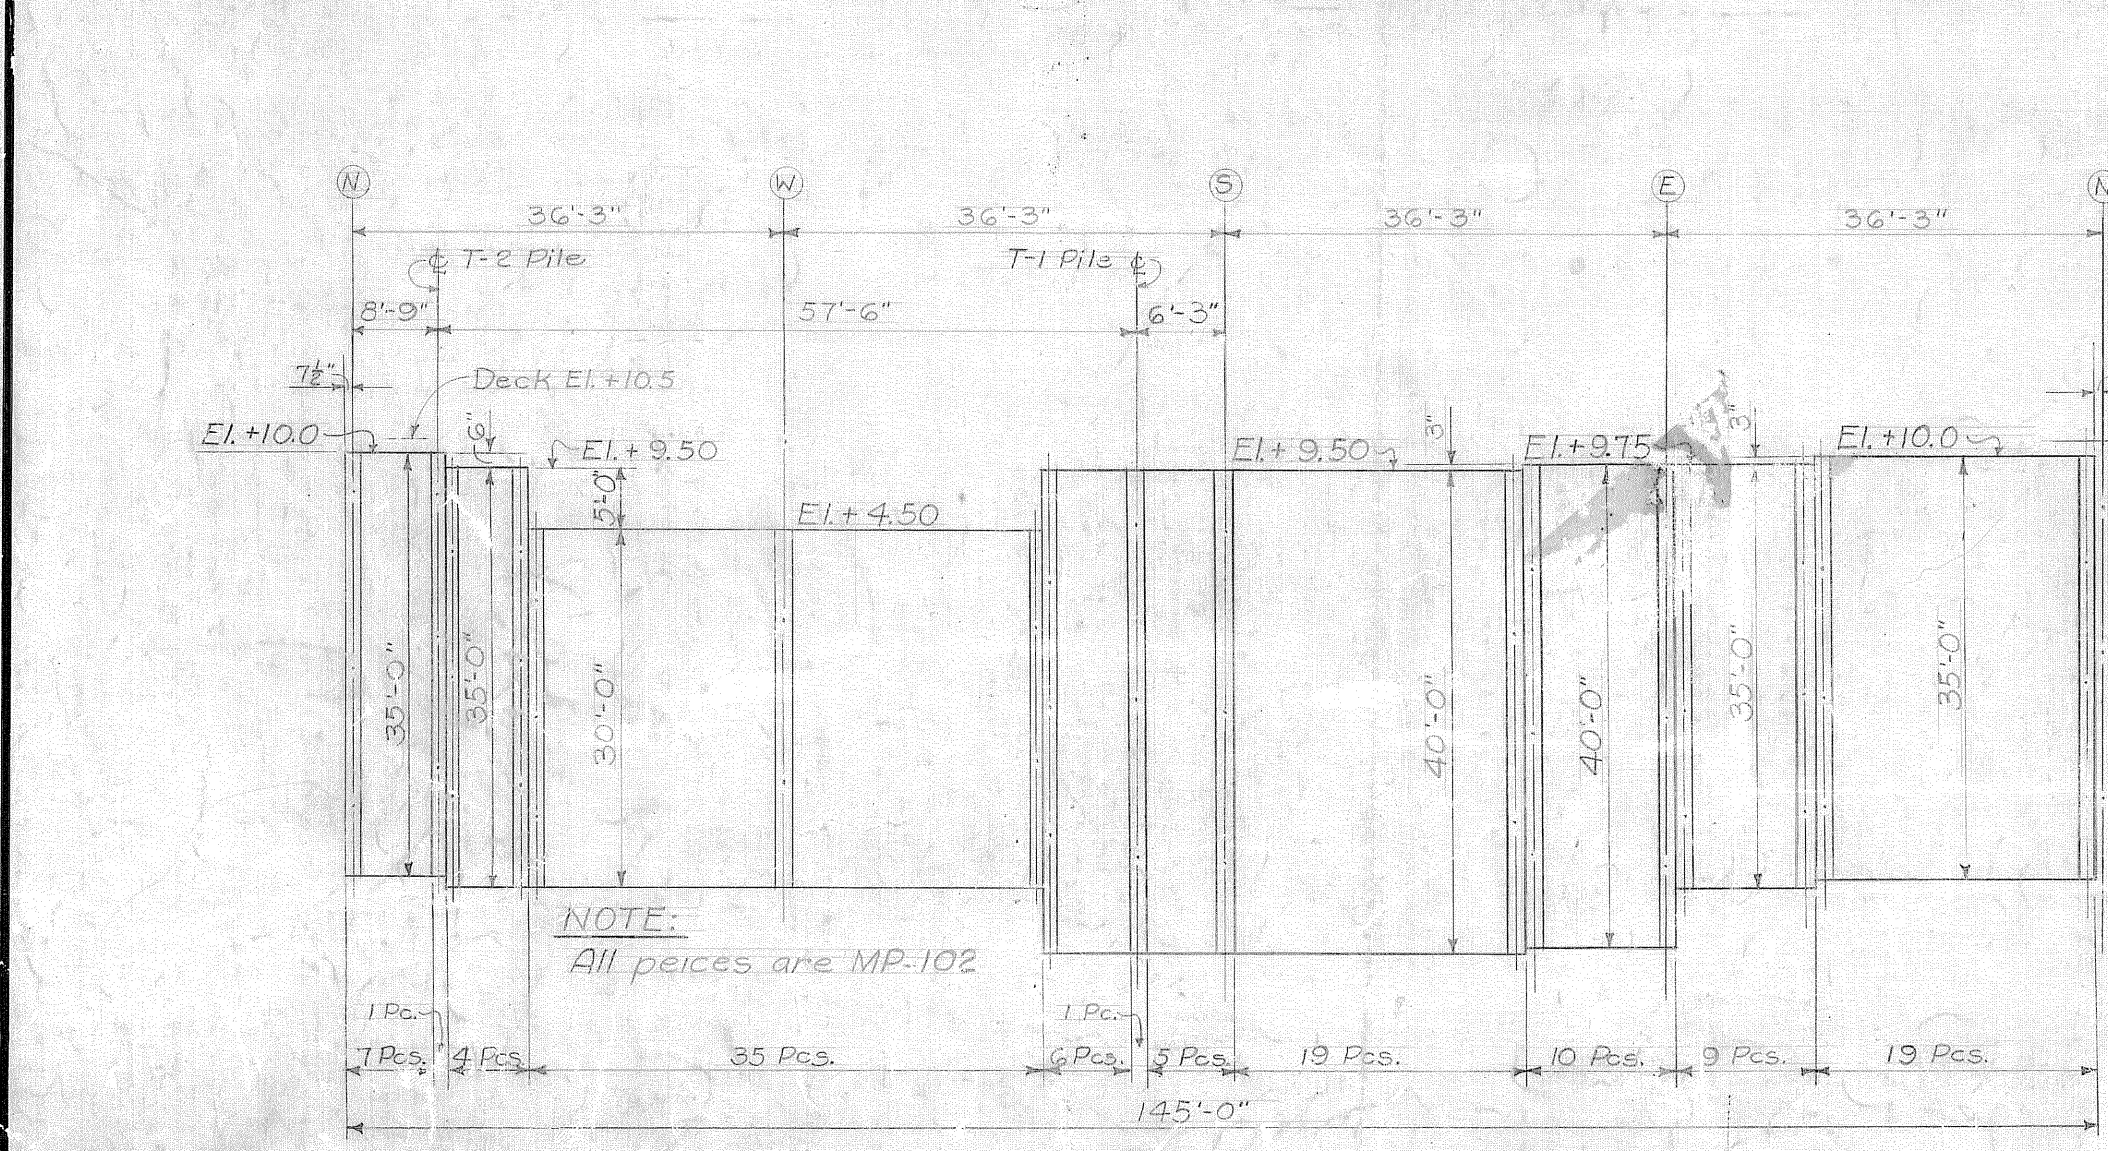 N W S E N
36'-3" 36'-3" 36'-3" 36'-3"
℄ T-2 Pile T-1 Pile ℄
8'-9" 57'-6" 6'-3"
7½" Deck El. +10.5
El. +10.0 6" El. + 9.50 El. + 9.50 3" El. + 9.75 3" El. +10.0
5'-0" El. + 4.50
35'-0" 35'-0" 30'-0" 40'-0" 40'-0" 35'-0" 35'-0"
NOTE:
All peices are MP-102
1 Pc. 1 Pc.
7 Pcs. 4 Pcs 35 Pcs. 6 Pcs. 5 Pcs. 19 Pcs. 10 Pcs. 9 Pcs. 19 Pcs.
145'-0"